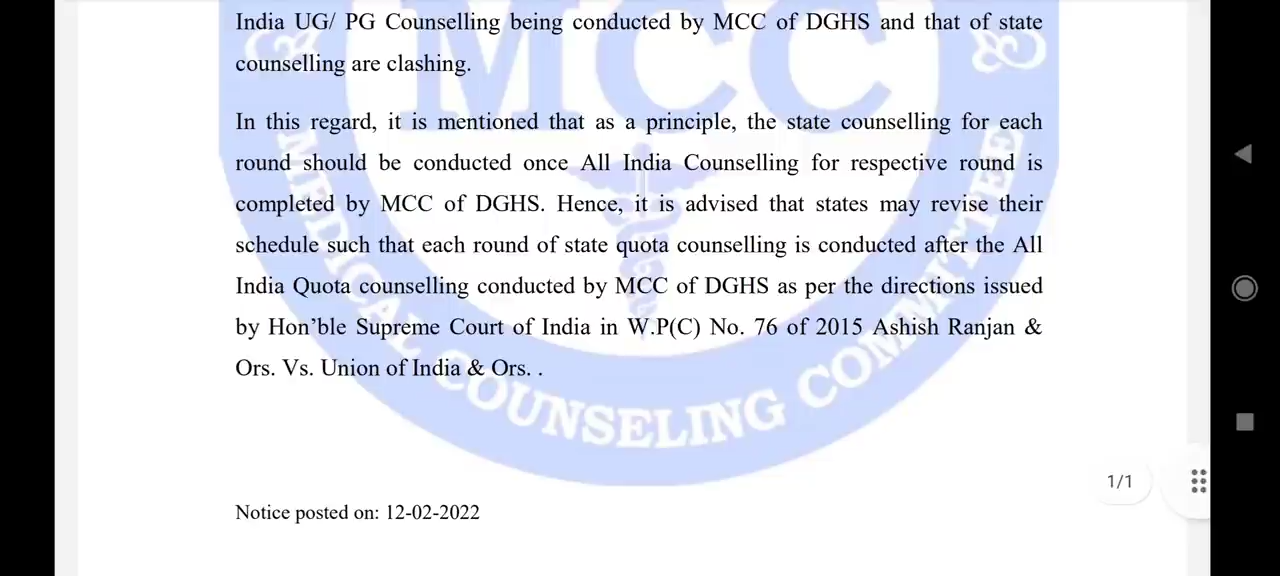 India UG/ PG Counselling being conducted by MCC of DGHS and that of state
counselling are clashing.
In this regard, it is mentioned that as a principle, the state counselling for each
round should be conducted once All India Counselling for respective round is
completed by MCC of DGHS. Hence, it is advised that states may revise their
schedule such that each round of state quota counselling is conducted after the All
India Quota counselling conducted by MCC of DGHS as per the directions issued
by Hon'ble Supreme Court of India in W.P(C) No. 76 of 2015 Ashish Ranjan &
Ors. Vs. Union of India & Ors. .
Notice posted on: 12-02-2022
1/1
MCC
MEDICAL COUNSELING COMMITTEE